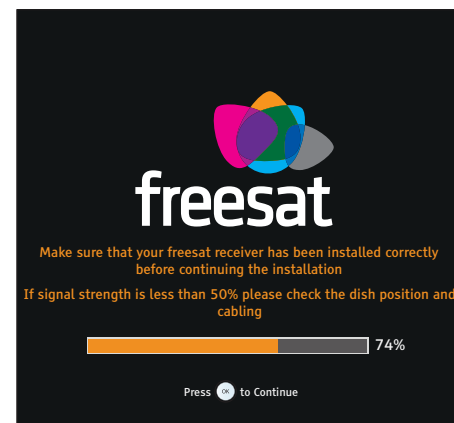 freesat
Make sure that your freesat receiver has been installed correctly
before continuing the installation
If signal strength is less than 50% please check the dish position and
cabling
74%
Press OK to Continue